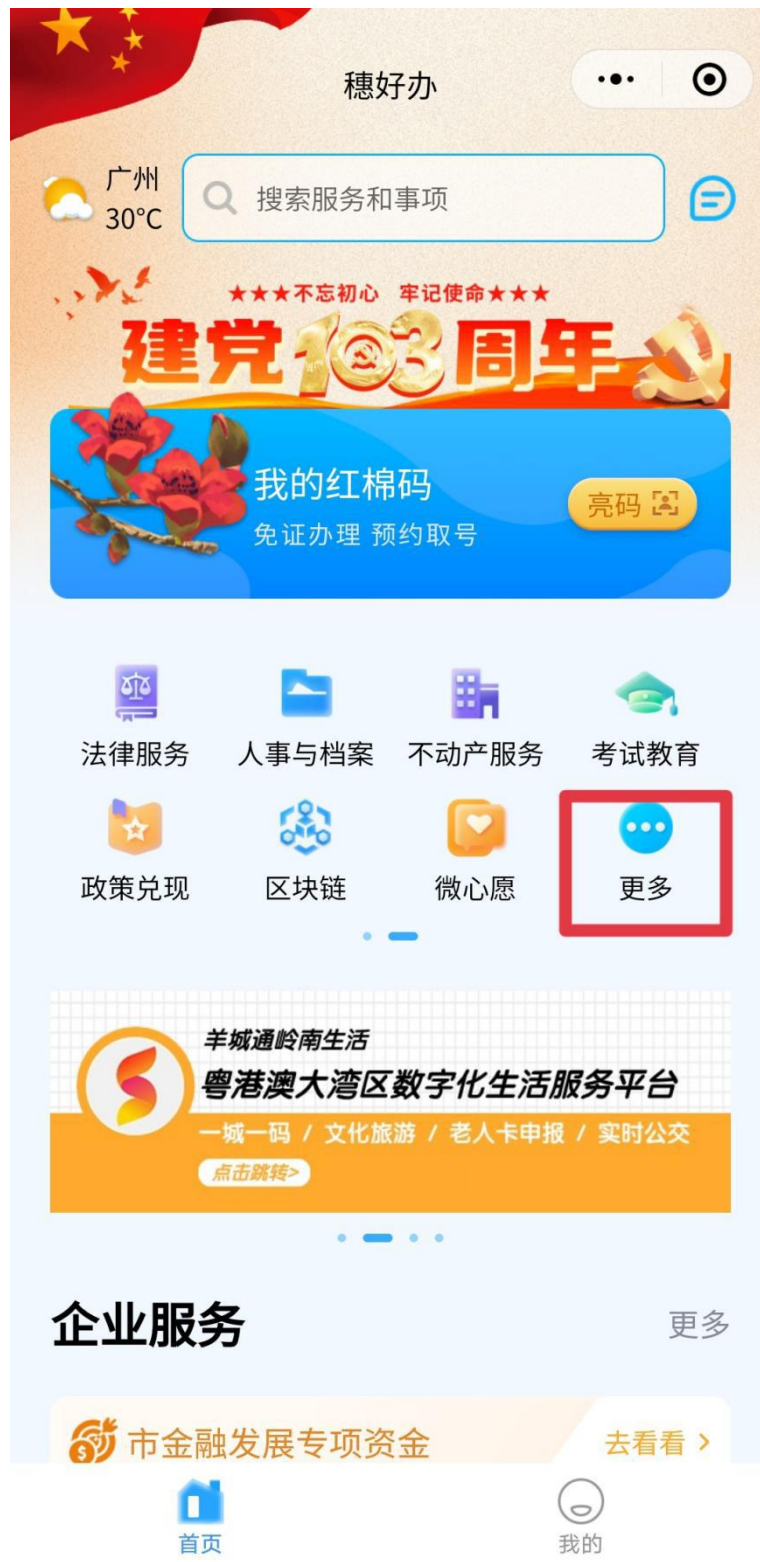 穗好办
广州
30°C
搜索服务和事项
★★★不忘初心 牢记使命★★★
建党103周年
我的红棉码
免证办理 预约取号
亮码
法律服务
人事与档案
不动产服务
考试教育
政策兑现
区块链
微心愿
更多
羊城通岭南生活
粤港澳大湾区数字化生活服务平台
一城一码 / 文化旅游 / 老人卡申报 / 实时公交
点击跳转>
企业服务
更多
市金融发展专项资金
去看看 >
首页
我的